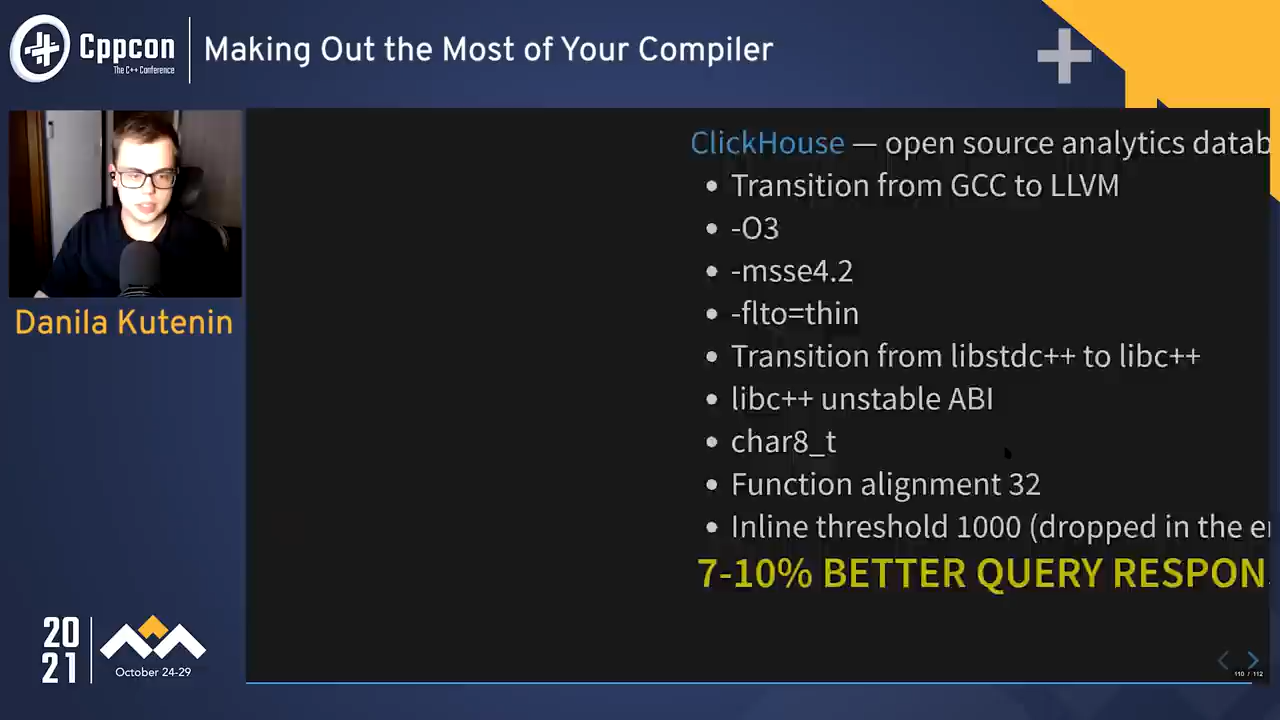 Cppcon
The C++ Conference
Making Out the Most of Your Compiler
Danila Kutenin
ClickHouse — open source analytics datab
• Transition from GCC to LLVM
• -O3
• -msse4.2
• -flto=thin
• Transition from libstdc++ to libc++
• libc++ unstable ABI
• char8_t
• Function alignment 32
• Inline threshold 1000 (dropped in the e
7-10% BETTER QUERY RESPON
20
21
October 24-29
110 / 112